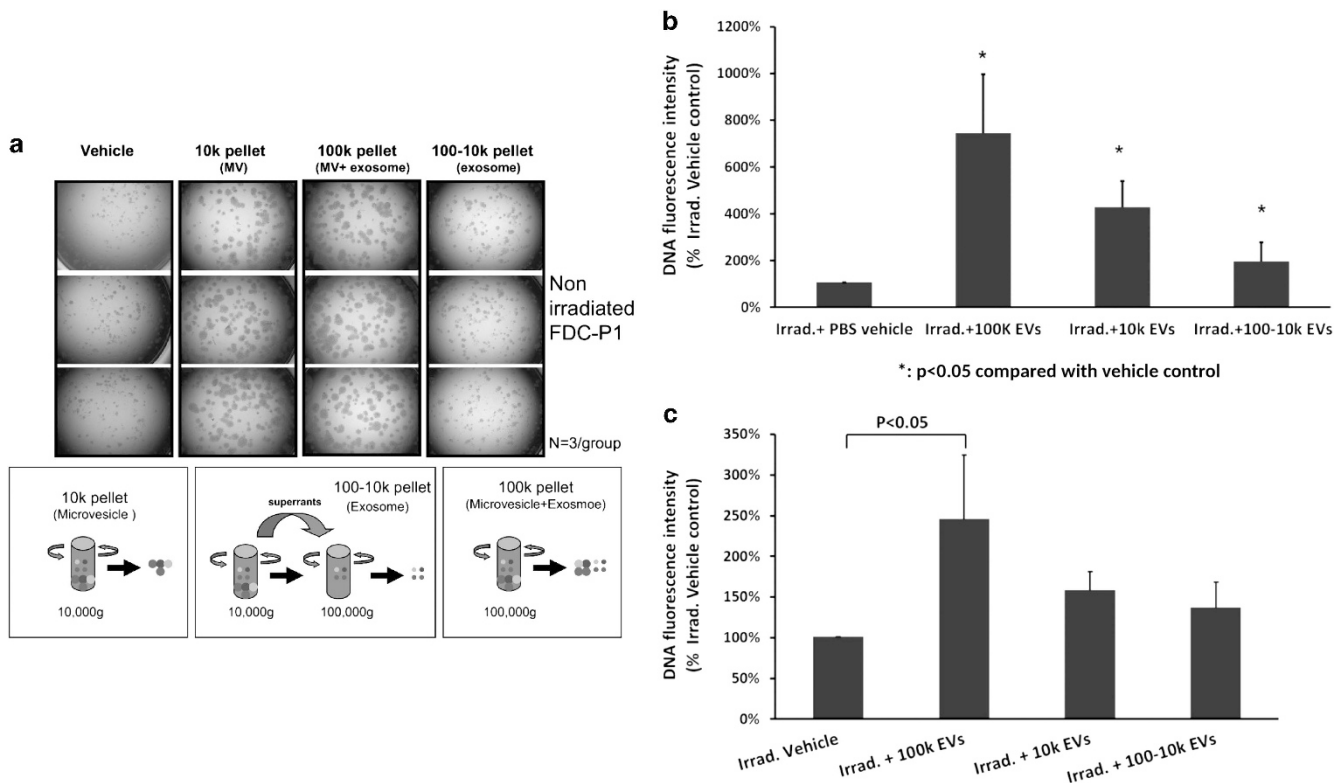 a
Vehicle
10k pellet
(MV)
100k pellet
(MV+ exosome)
100-10k pellet
(exosome)
Non
irradiated
FDC-P1
N=3/group
10k pellet
(Microvesicle )
10,000g
superrants
100-10k pellet
(Exosome)
10,000g
100,000g
100k pellet
(Microvesicle+Exosmoe)
100,000g
b
DNA fluorescence intensity
(% Irrad. Vehicle control)
1200%
1000%
800%
600%
400%
200%
0%
*
*
*
Irrad.+ PBS vehicle
Irrad.+100K EVs
Irrad.+10k EVs
Irrad.+100-10k EVs
*: p<0.05 compared with vehicle control
c
DNA fluorescence intensity
(% Irrad. Vehicle control)
350%
300%
250%
200%
150%
100%
50%
0%
P<0.05
Irrad. Vehicle
Irrad. + 100k EVs
Irrad. + 10k EVs
Irrad. + 100-10k EVs